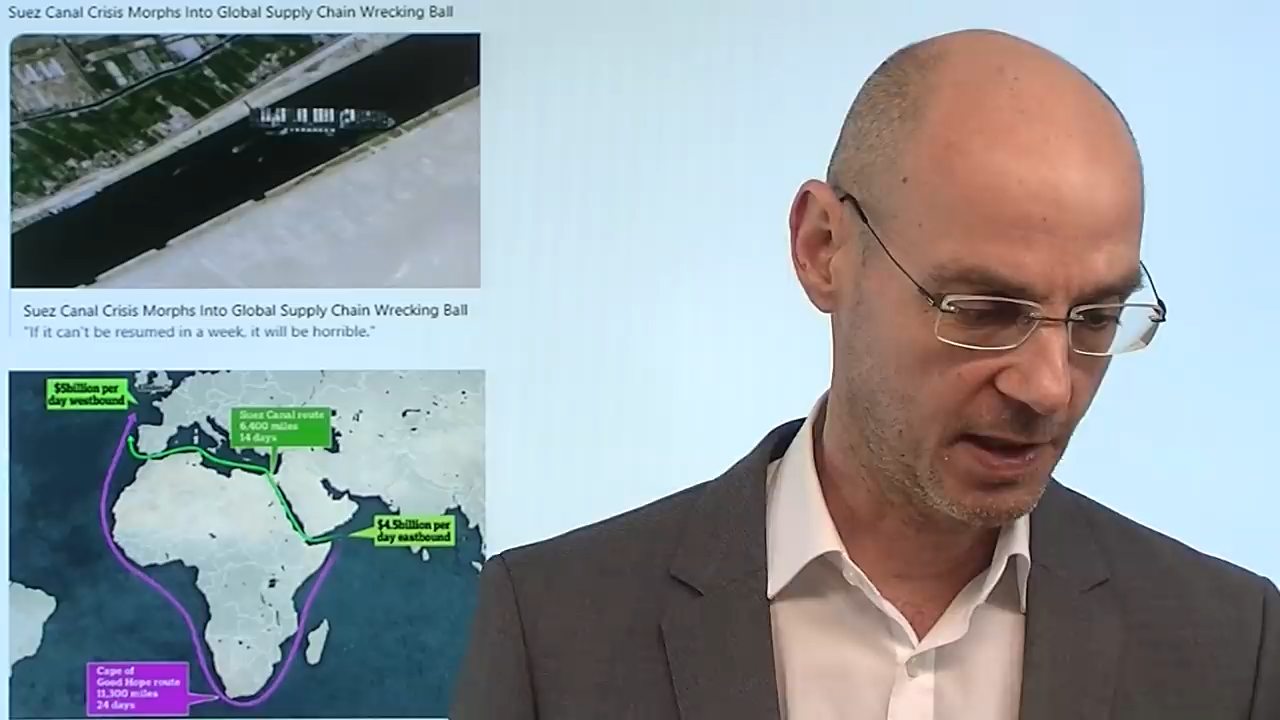 Suez Canal Crisis Morphs Into Global Supply Chain Wrecking Ball
EVERGREEN
Suez Canal Crisis Morphs Into Global Supply Chain Wrecking Ball
"If it can't be resumed in a week, it will be horrible."
$5billion per
day westbound
Suez Canal route
6,400 miles
14 days
$4.5billion per
day eastbound
Cape of
Good Hope route
11,300 miles
24 days